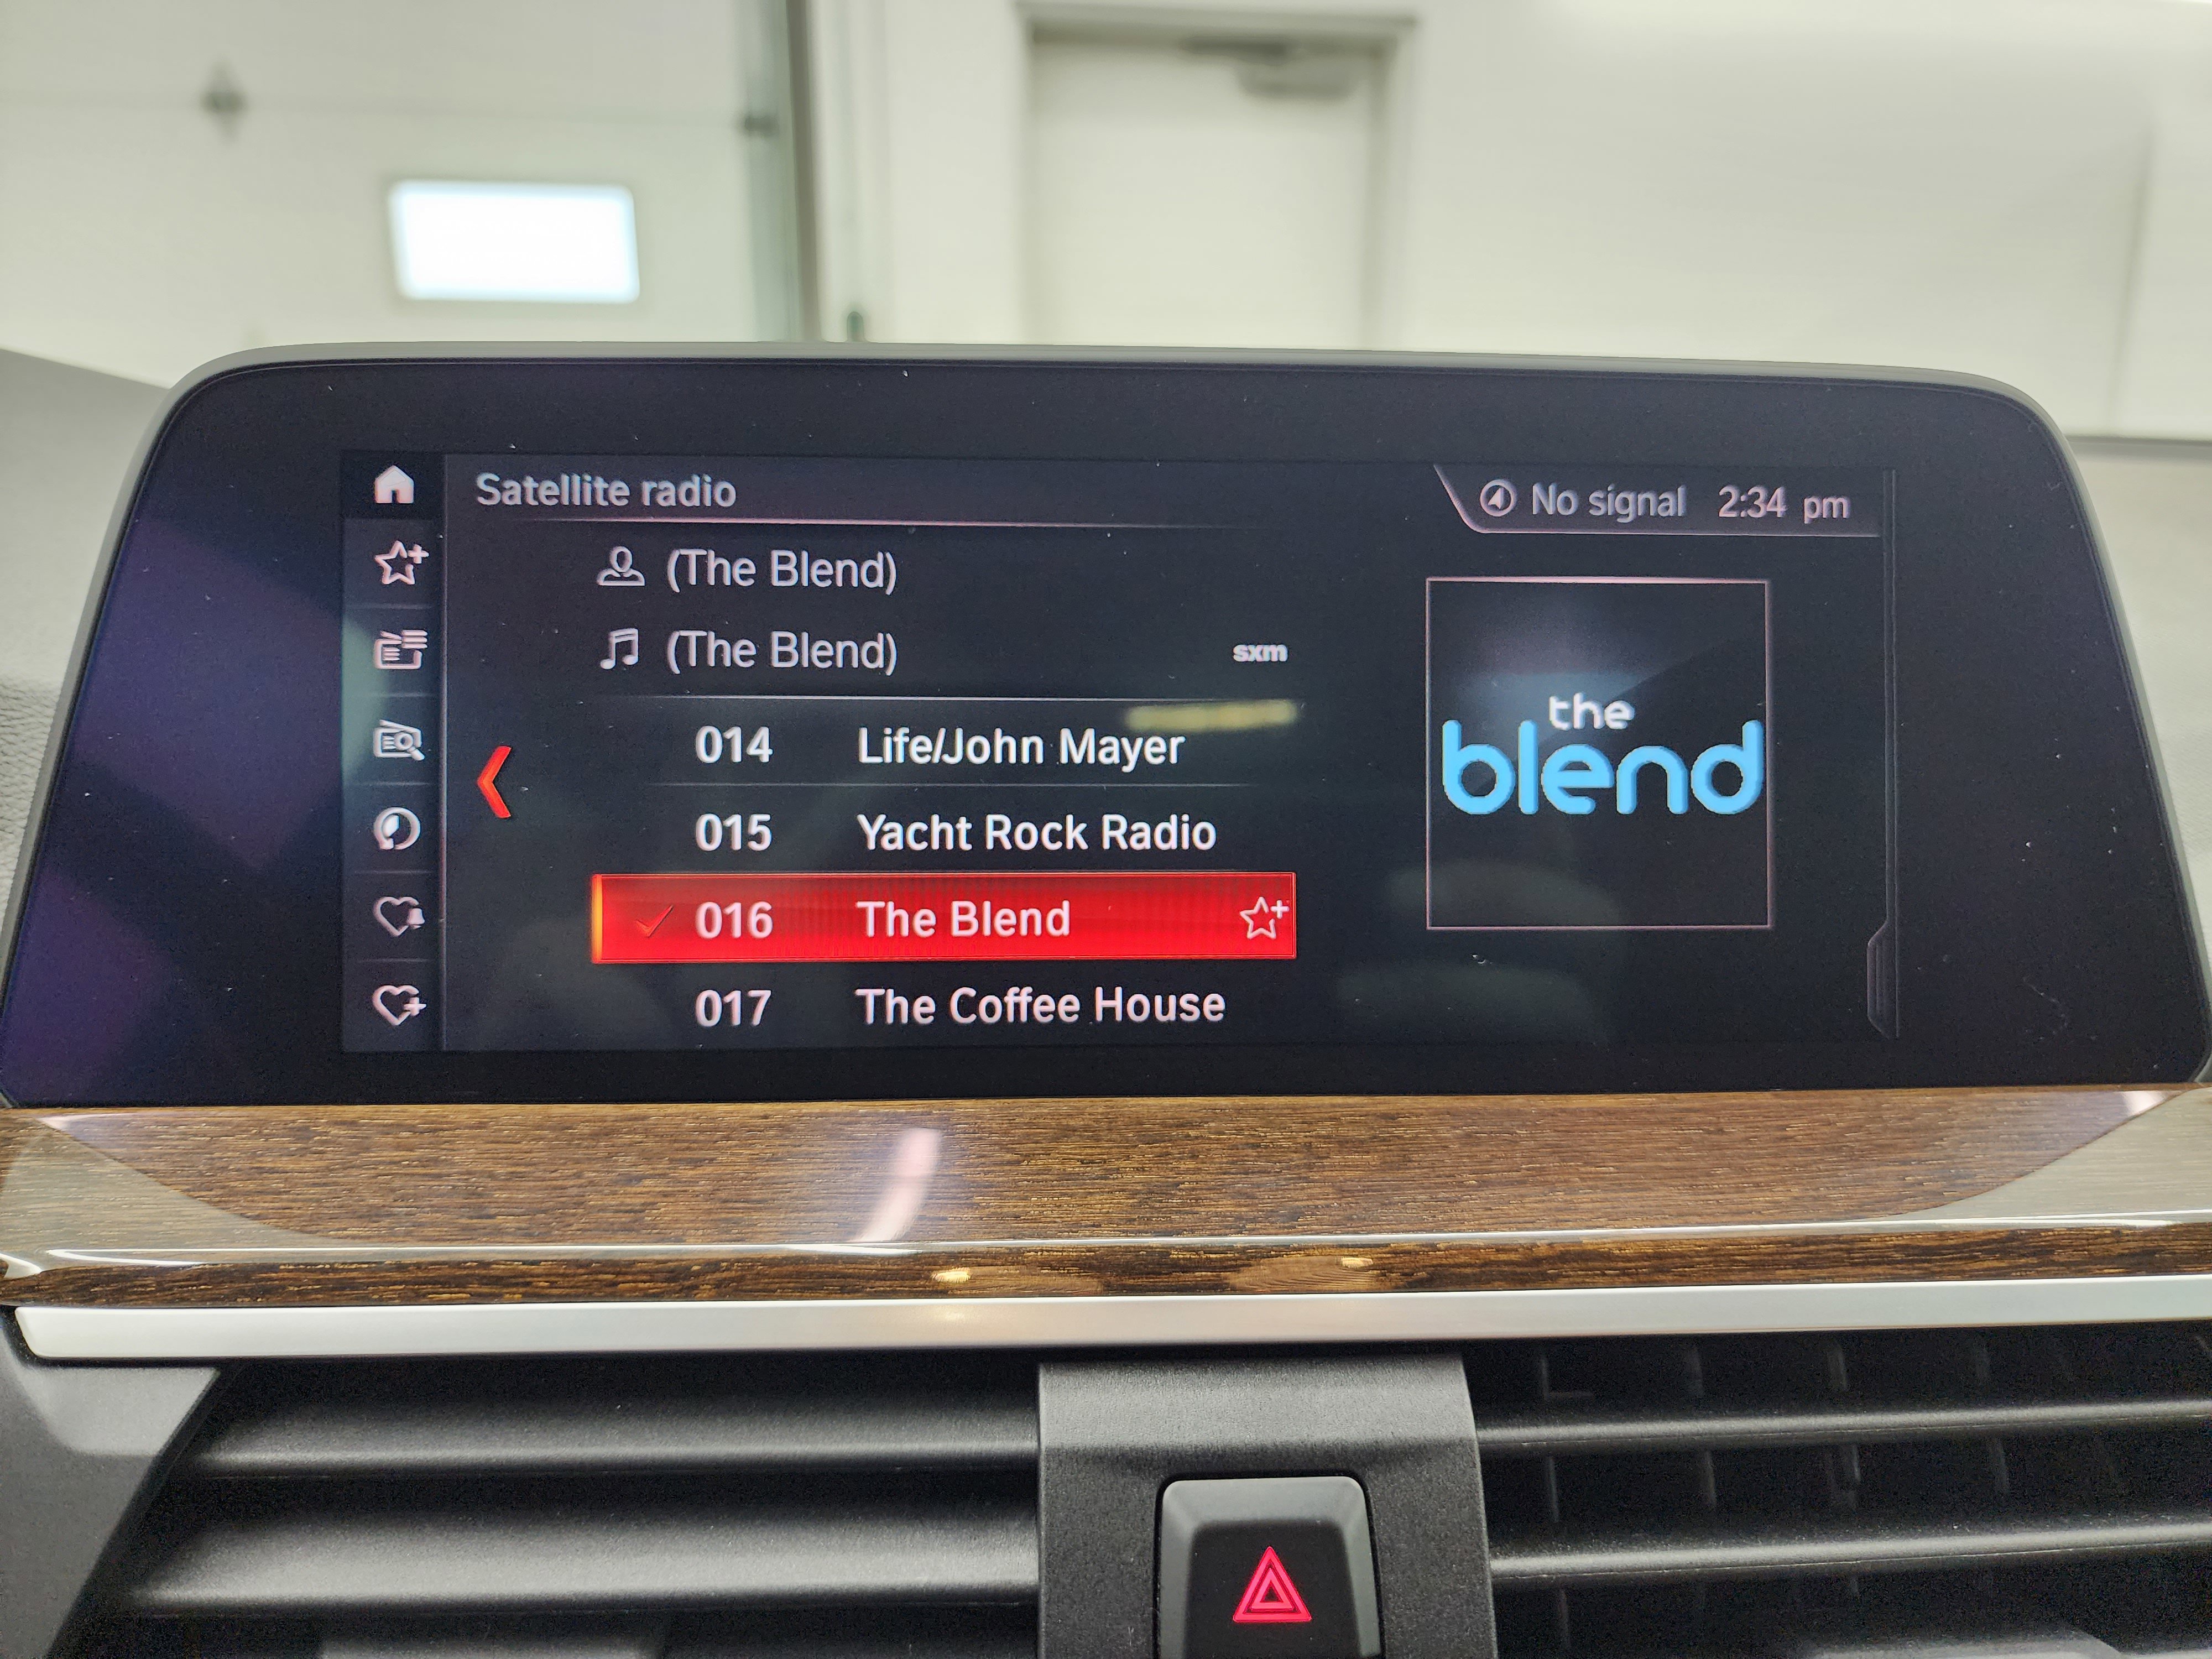 Satellite radio
No signal 2:34 pm
(The Blend)
(The Blend)
sxm
014 Life/John Mayer
015 Yacht Rock Radio
016 The Blend
017 The Coffee House
the
blend